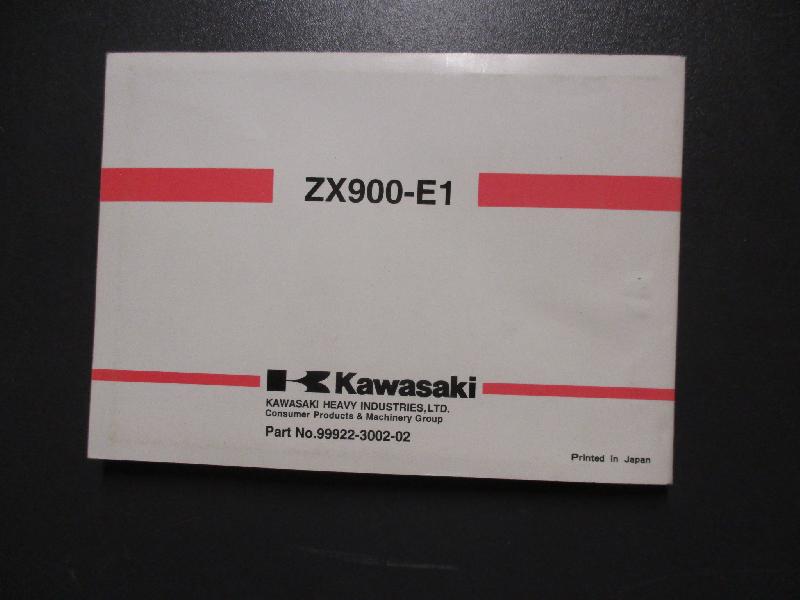 ZX900-E1
Kawasaki
KAWASAKI HEAVY INDUSTRIES,LTD.
Consumer Products & Machinery Group
Part No.99922-3002-02
Printed in Japan